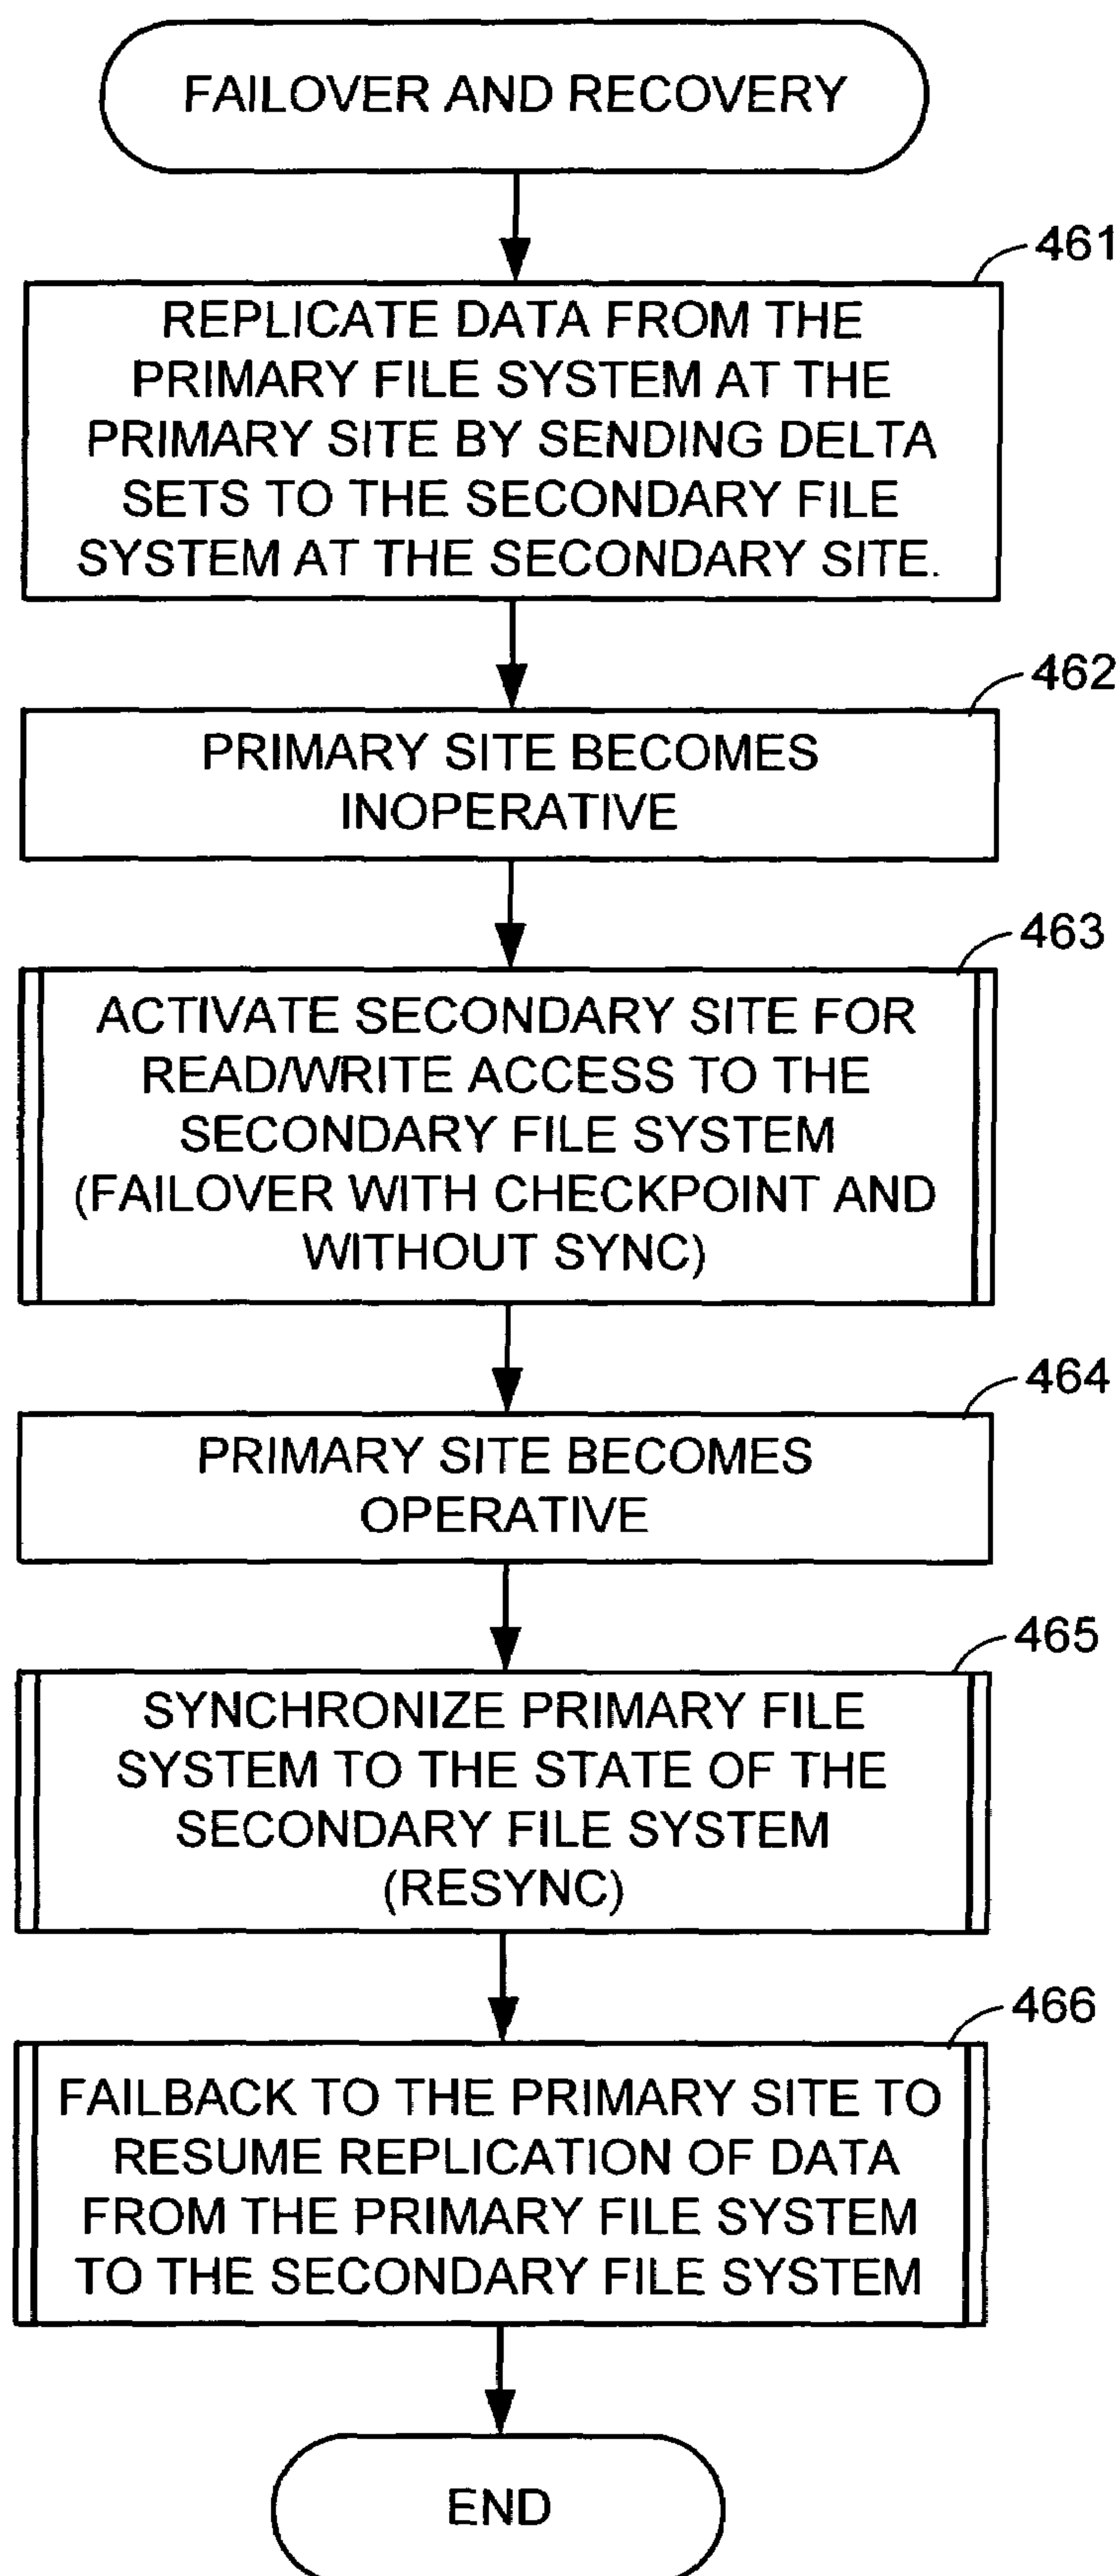 FAILOVER AND RECOVERY
461
REPLICATE DATA FROM THE
PRIMARY FILE SYSTEM AT THE
PRIMARY SITE BY SENDING DELTA
SETS TO THE SECONDARY FILE
SYSTEM AT THE SECONDARY SITE.
462
PRIMARY SITE BECOMES
INOPERATIVE
463
ACTIVATE SECONDARY SITE FOR
READ/WRITE ACCESS TO THE
SECONDARY FILE SYSTEM
(FAILOVER WITH CHECKPOINT AND
WITHOUT SYNC)
464
PRIMARY SITE BECOMES
OPERATIVE
465
SYNCHRONIZE PRIMARY FILE
SYSTEM TO THE STATE OF THE
SECONDARY FILE SYSTEM
(RESYNC)
466
FAILBACK TO THE PRIMARY SITE TO
RESUME REPLICATION OF DATA
FROM THE PRIMARY FILE SYSTEM
TO THE SECONDARY FILE SYSTEM
END